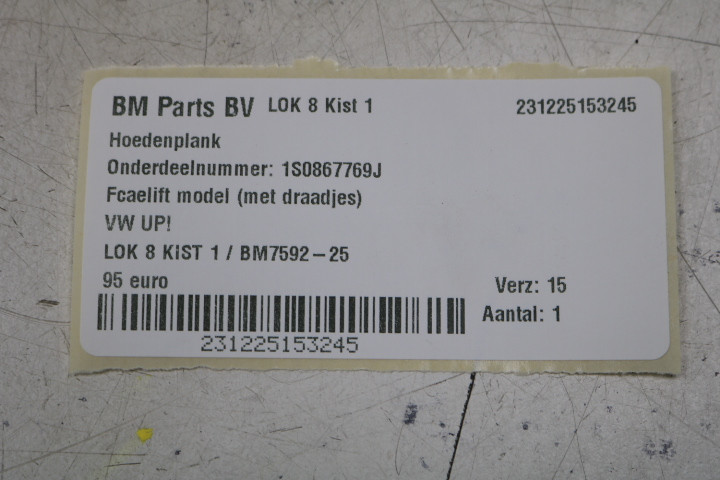 BM Parts BV LOK 8 Kist 1 231225153245
Hoedenplank
Onderdeelnummer: 1S0867769J
Fcaelift model (met draadjes)
VW UP!
LOK 8 KiST 1 / BM7592-25
95 euro Verz: 15
Aantal: 1
231225153245